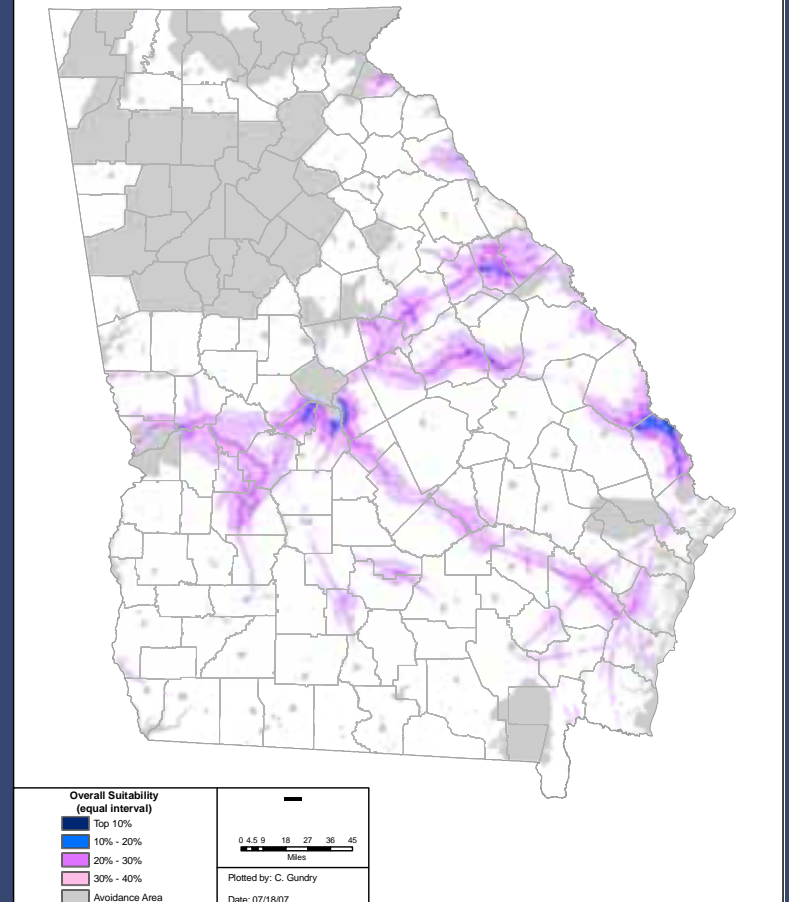 Overall Suitability
(equal interval)
Top 10%
10% - 20%
20% - 30%
30% - 40%
Avoidance Area
0 4.5 9 18 27 36 45
Miles
Plotted by: C. Gundry
Date: 07/18/07